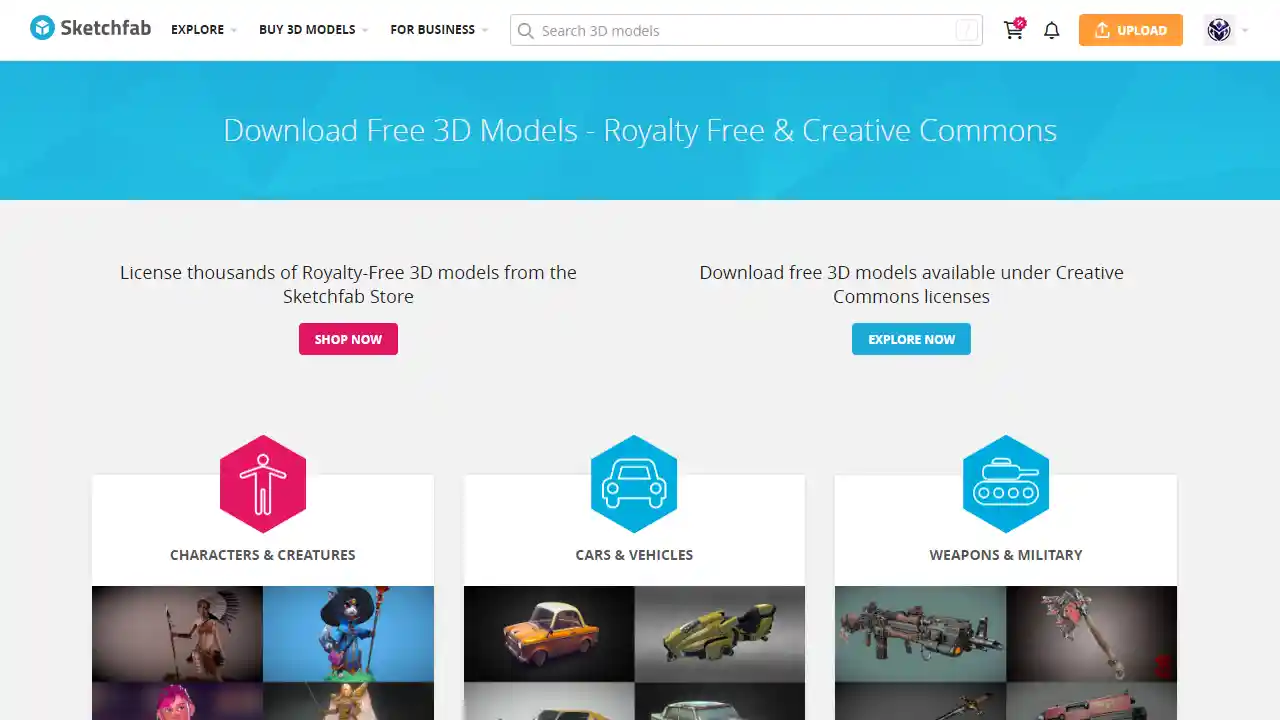 Sketchfab
EXPLORE
BUY 3D MODELS
FOR BUSINESS
Search 3D models
/
%
UPLOAD
Download Free 3D Models - Royalty Free & Creative Commons
License thousands of Royalty-Free 3D models from the
Sketchfab Store
SHOP NOW
Download free 3D models available under Creative
Commons licenses
EXPLORE NOW
CHARACTERS & CREATURES
CARS & VEHICLES
WEAPONS & MILITARY